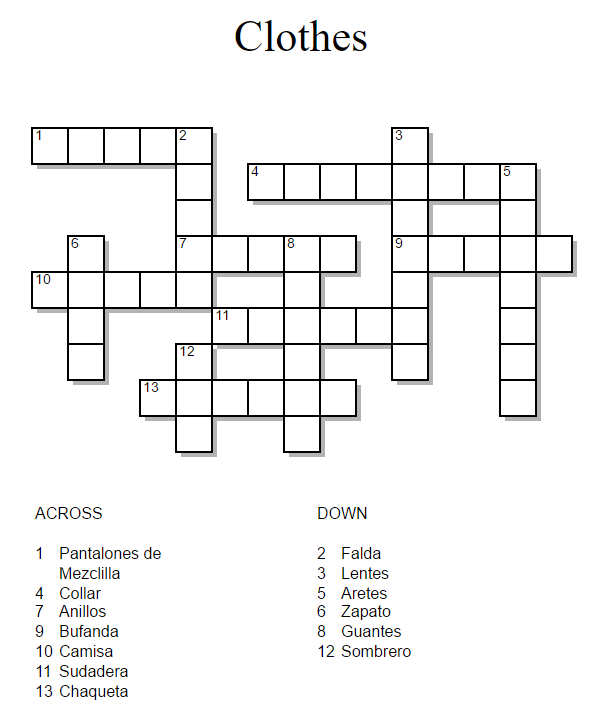 Clothes
1 2 3
4 5
6 7 8 9
10
11
12
13
ACROSS
1 Pantalones de
Mezclilla
4 Collar
7 Anillos
9 Bufanda
10 Camisa
11 Sudadera
13 Chaqueta
DOWN
2 Falda
3 Lentes
5 Aretes
6 Zapato
8 Guantes
12 Sombrero